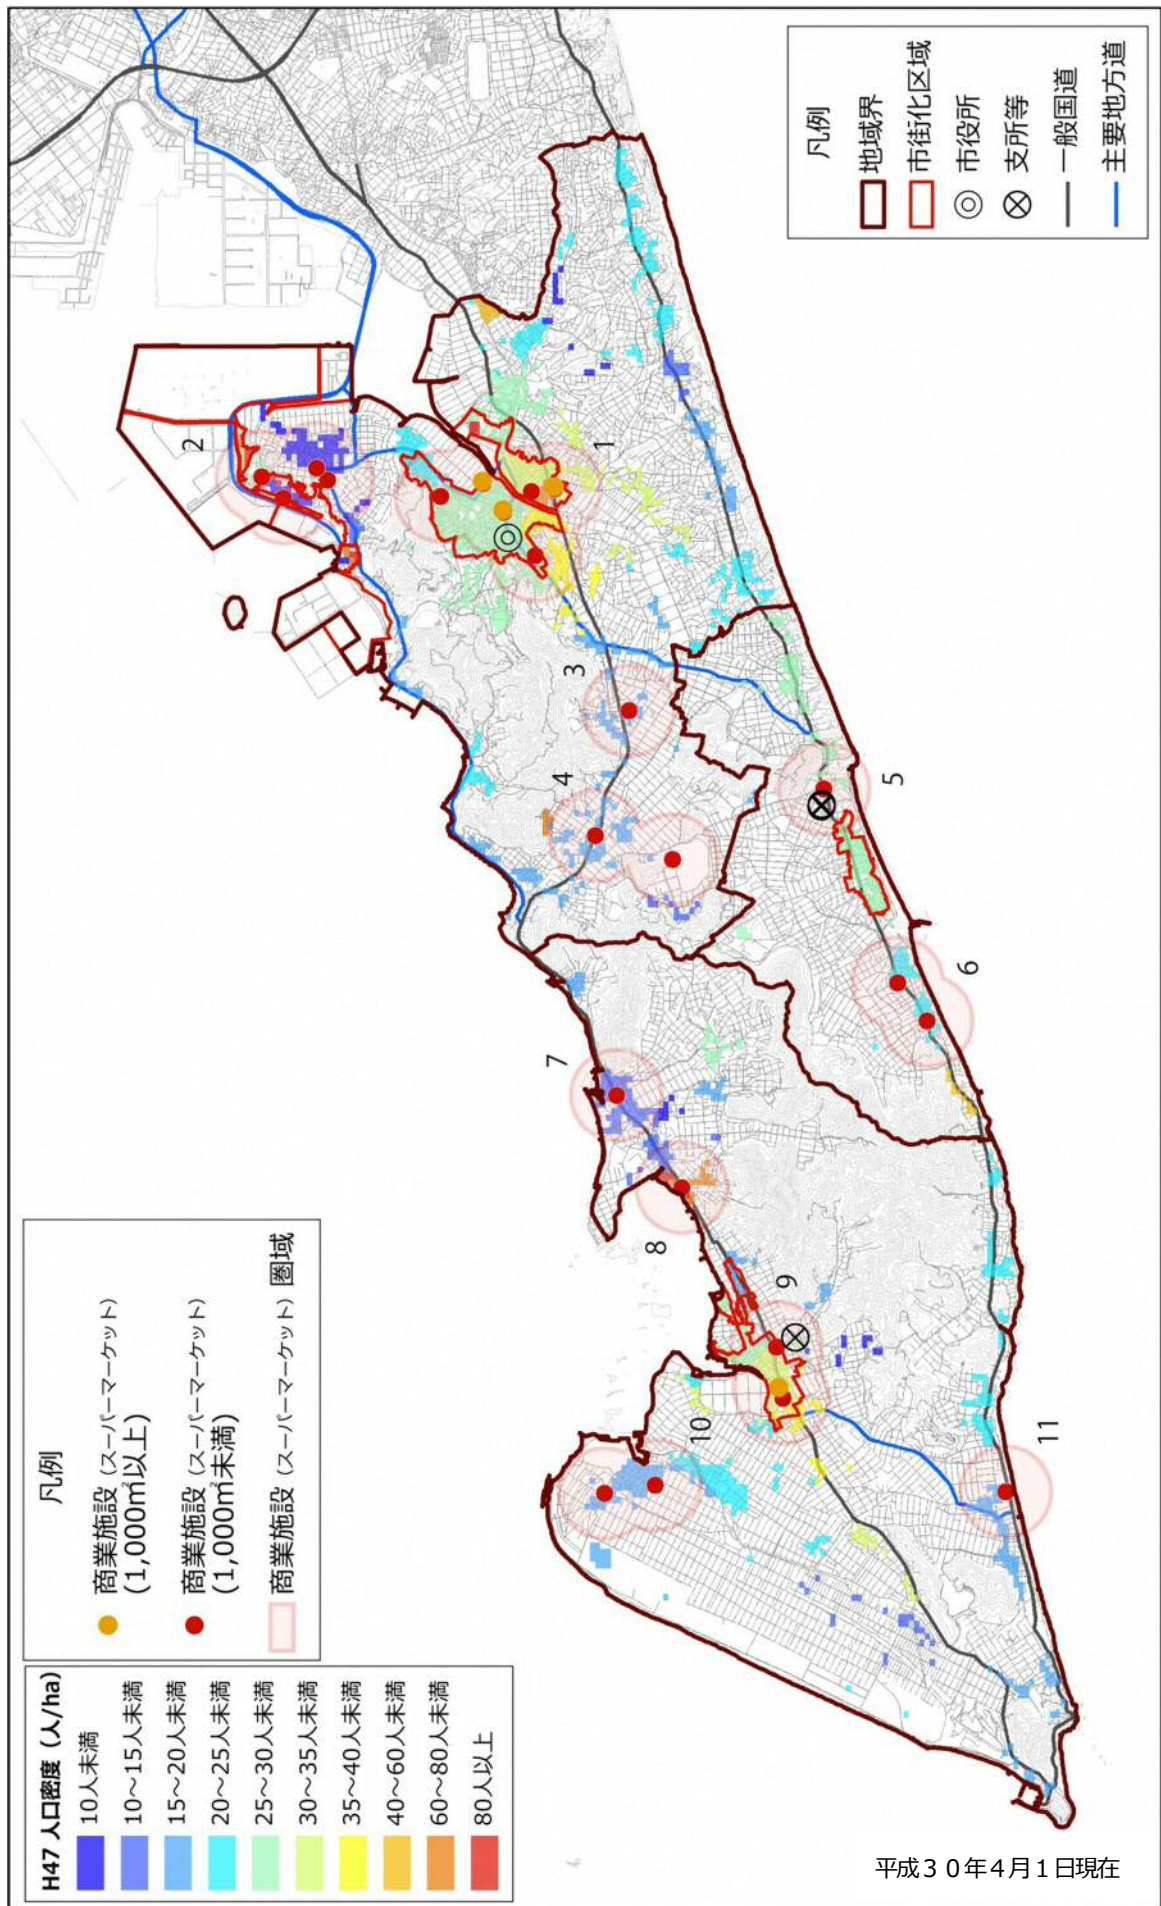 凡例
地域界
市街化区域
市役所
支所等
一般国道
主要地方道
凡例
商業施設（スーパーマーケット）
(1,000㎡以上)
商業施設（スーパーマーケット）
(1,000㎡未満)
商業施設（スーパーマーケット）圏域
H47 人口密度（人/ha）
10人未満
10～15人未満
15～20人未満
20～25人未満
25～30人未満
30～35人未満
35～40人未満
40～60人未満
60～80人未満
80人以上
1
2
3
4
5
6
7
8
9
10
11
平成３０年４月１日現在